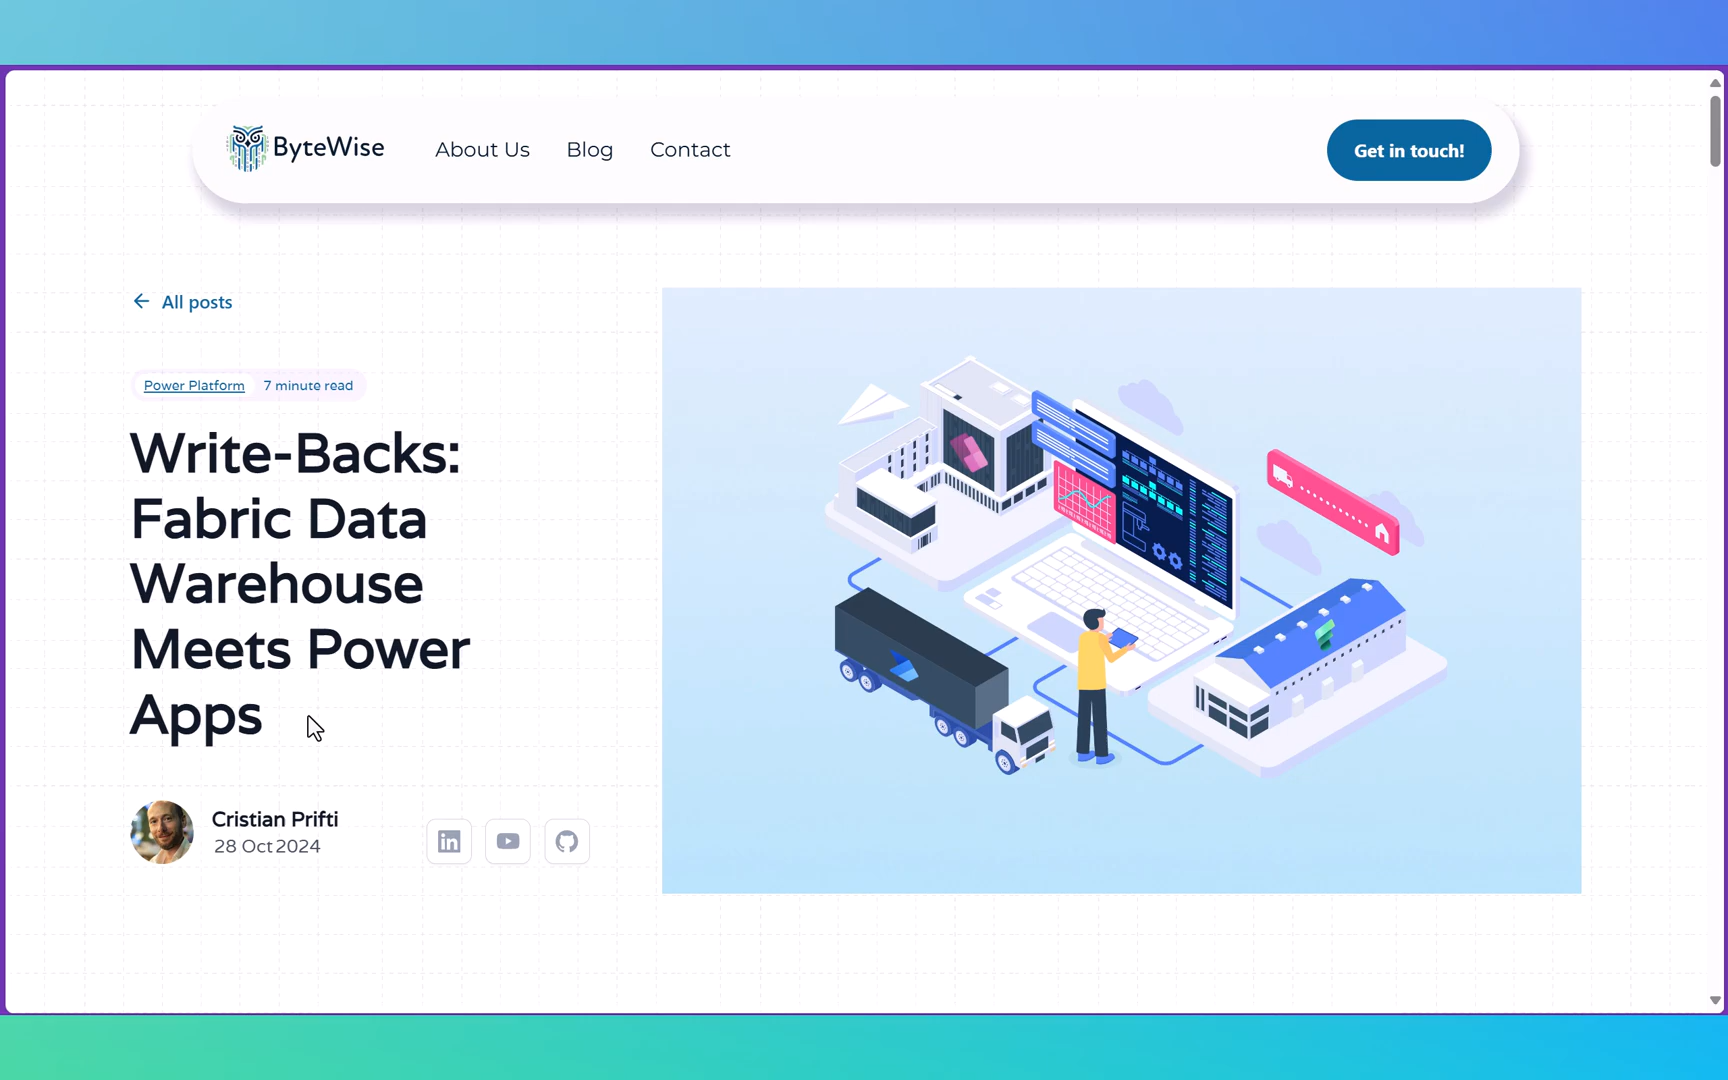 ByteWise
About Us
Blog
Contact
Get in touch!
All posts
Power Platform
7 minute read
Write-Backs:
Fabric Data
Warehouse
Meets Power
Apps
Cristian Prifti
28 Oct 2024
in